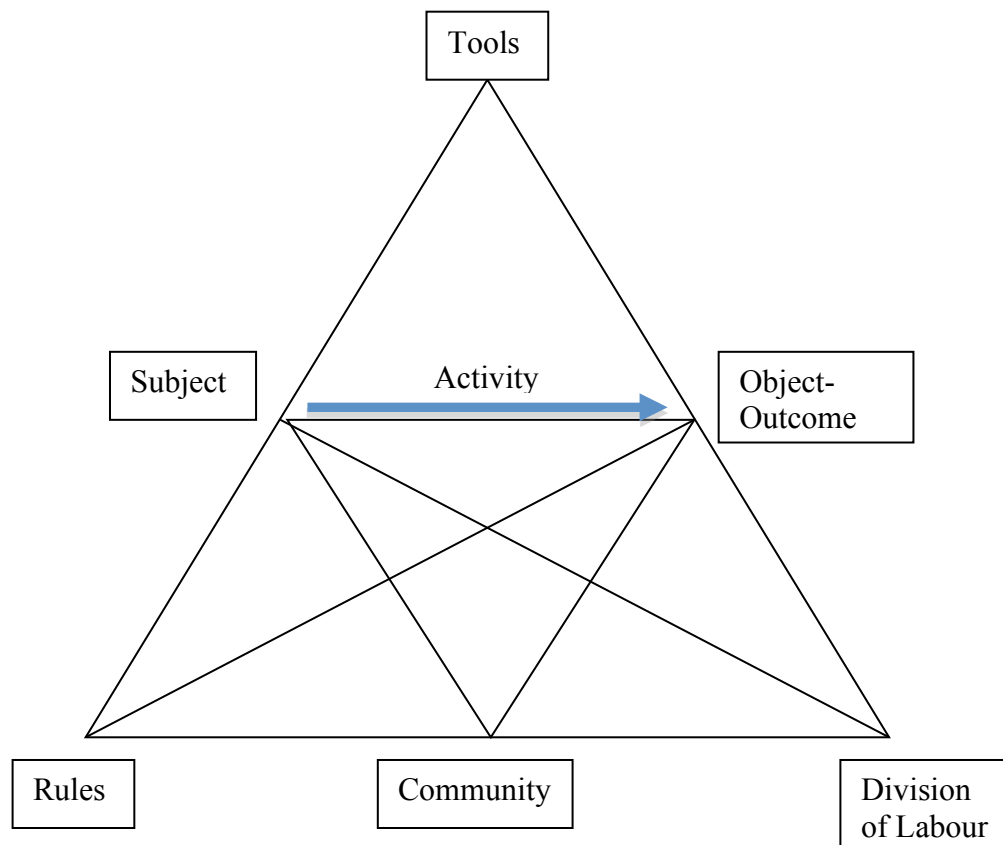 Tools
Subject
Activity
Object-
Outcome
Rules
Community
Division
of Labour